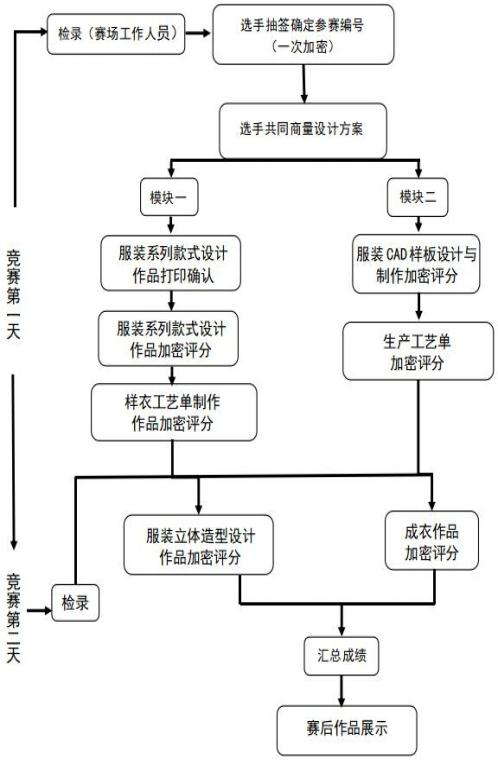 检录（赛场工作人员）
选手抽签确定参赛编号
（一次加密）
选手共同商量设计方案
模块一
模块二
竞赛第一天
服装系列款式设计
作品打印确认
服装CAD样板设计与
制作加密评分
服装系列款式设计
作品加密评分
生产工艺单
加密评分
样衣工艺单制作
作品加密评分
服装立体造型设计
作品加密评分
成衣作品
加密评分
竞赛第二天
检录
汇总成绩
赛后作品展示